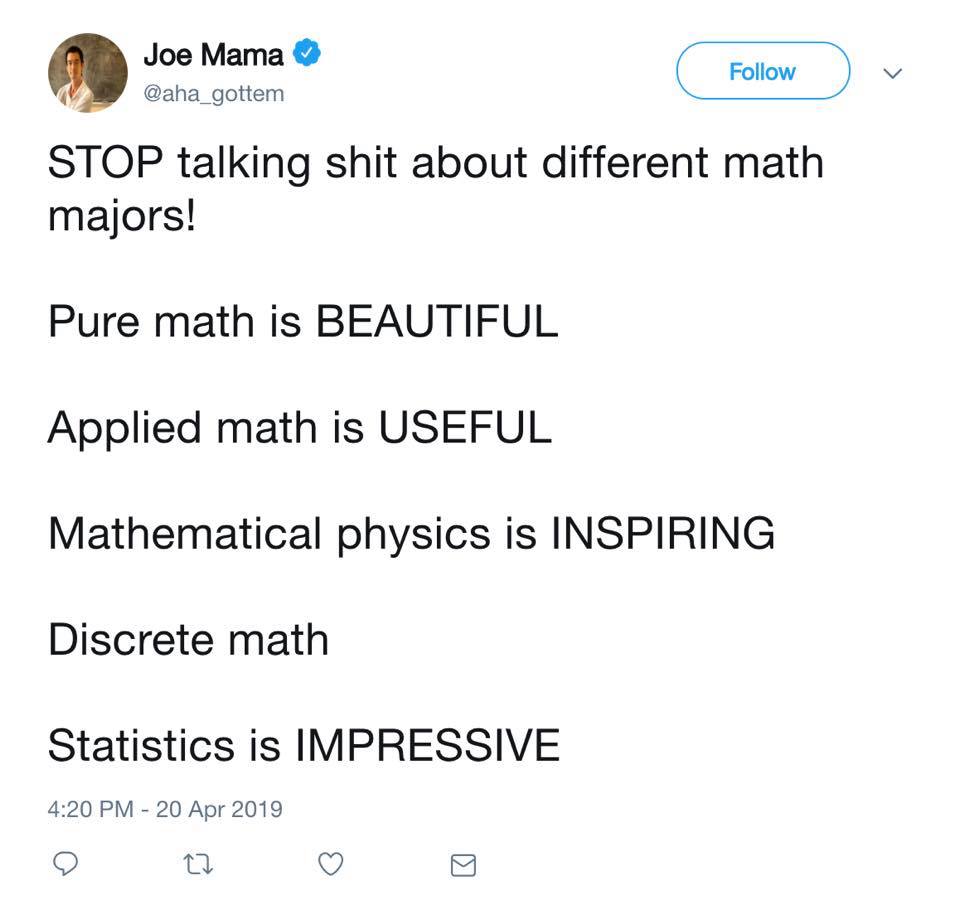 Joe Mama
@aha_gottem
Follow
STOP talking shit about different math
majors!
Pure math is BEAUTIFUL
Applied math is USEFUL
Mathematical physics is INSPIRING
Discrete math
Statistics is IMPRESSIVE
4:20 PM - 20 Apr 2019